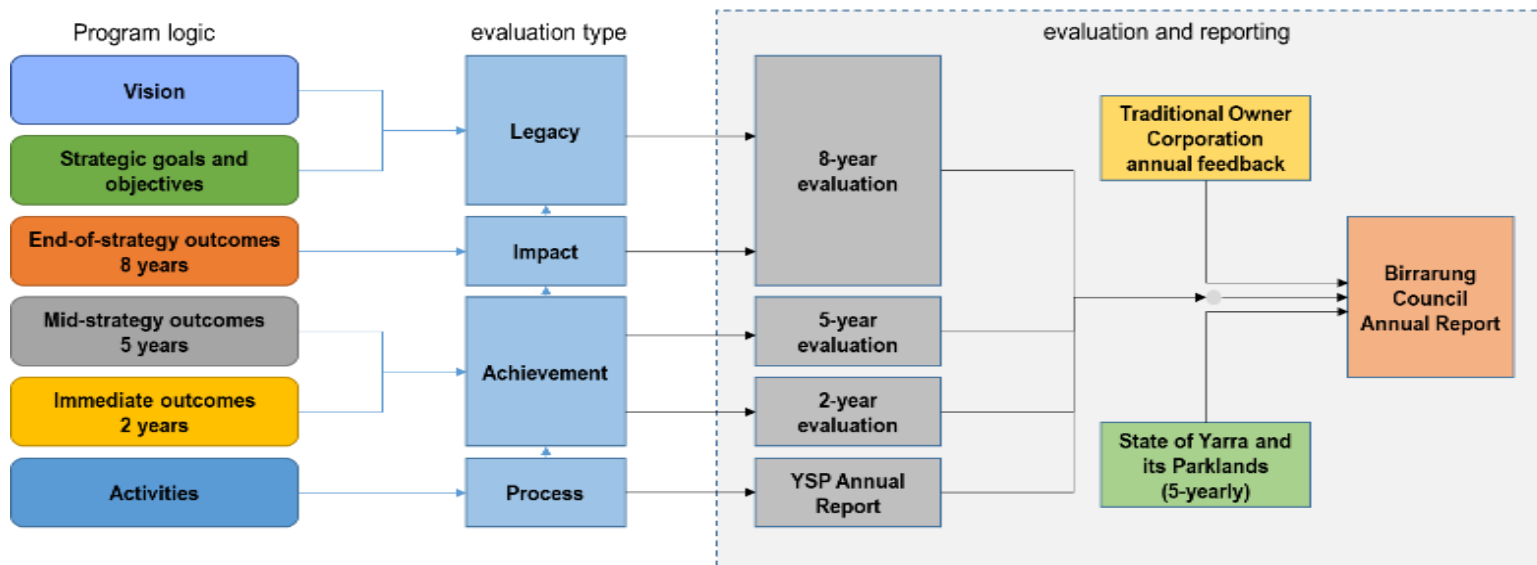 Program logic
evaluation type
evaluation and reporting
Vision
Strategic goals and
objectives
End-of-strategy outcomes
8 years
Mid-strategy outcomes
5 years
Immediate outcomes
2 years
Activities
Legacy
Impact
Achievement
Process
8-year
evaluation
5-year
evaluation
2-year
evaluation
YSP Annual
Report
Traditional Owner
Corporation
annual feedback
State of Yarra and
its Parklands
(5-yearly)
Birrarung
Council
Annual Report